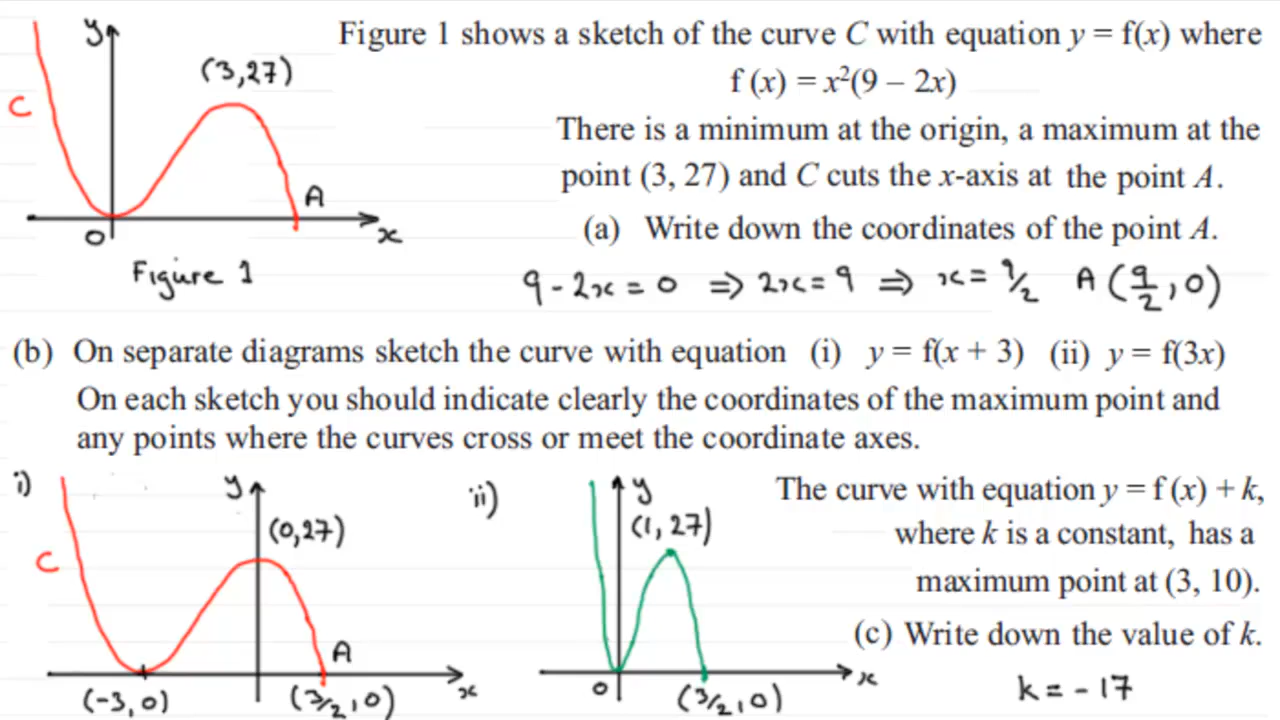 y
(3,27)
C
A
O
x
Figure 1
Figure 1 shows a sketch of the curve C with equation y = f(x) where
f (x) = x²(9 – 2x)
There is a minimum at the origin, a maximum at the
point (3, 27) and C cuts the x-axis at the point A.
(a) Write down the coordinates of the point A.
9 - 2x = 0 ⇒ 2x = 9 ⇒ x = 9/2 A (9/2, 0)
(b) On separate diagrams sketch the curve with equation (i) y = f(x + 3) (ii) y = f(3x)
On each sketch you should indicate clearly the coordinates of the maximum point and
any points where the curves cross or meet the coordinate axes.
i)
y
(0,27)
C
A
x
(-3,0)
(3/2, 0)
ii)
y
(1, 27)
O
x
(3/2, 0)
The curve with equation y = f (x) + k,
where k is a constant, has a
maximum point at (3, 10).
(c) Write down the value of k.
k = - 17